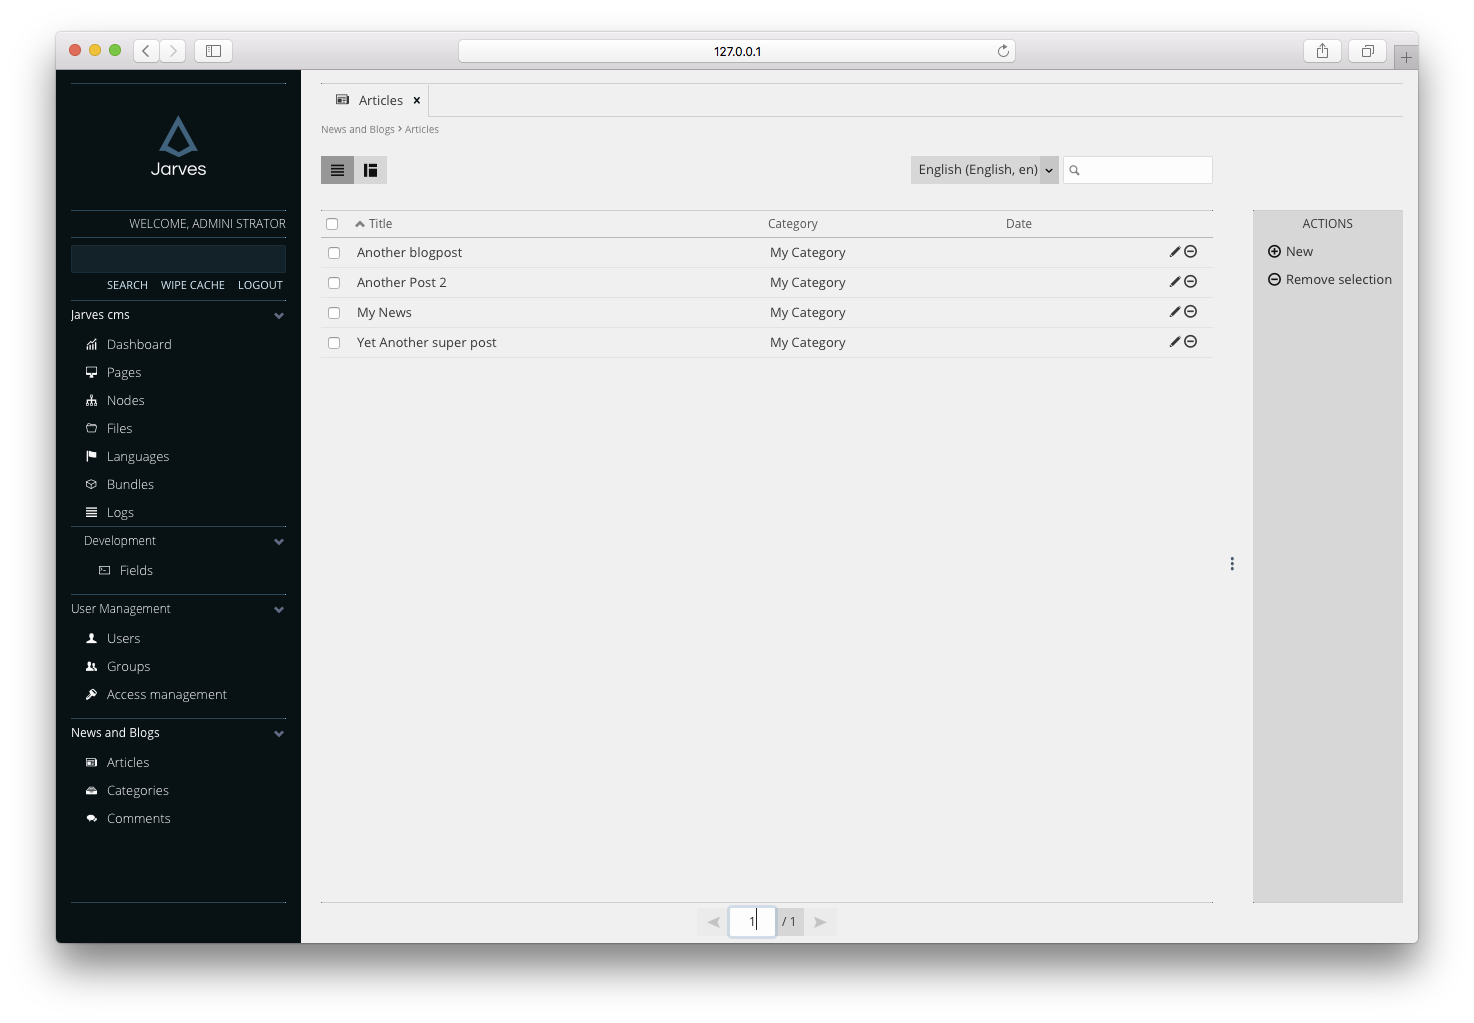 127.0.0.1
Jarves
WELCOME, ADMINI STRATOR
SEARCH WIPE CACHE LOGOUT
Jarves cms
Dashboard
Pages
Nodes
Files
Languages
Bundles
Logs
Development
Fields
User Management
Users
Groups
Access management
News and Blogs
Articles
Categories
Comments
Articles
News and Blogs > Articles
English (English, en)
Title Category Date
Another blogpost My Category
Another Post 2 My Category
My News My Category
Yet Another super post My Category
1 / 1
ACTIONS
New
Remove selection